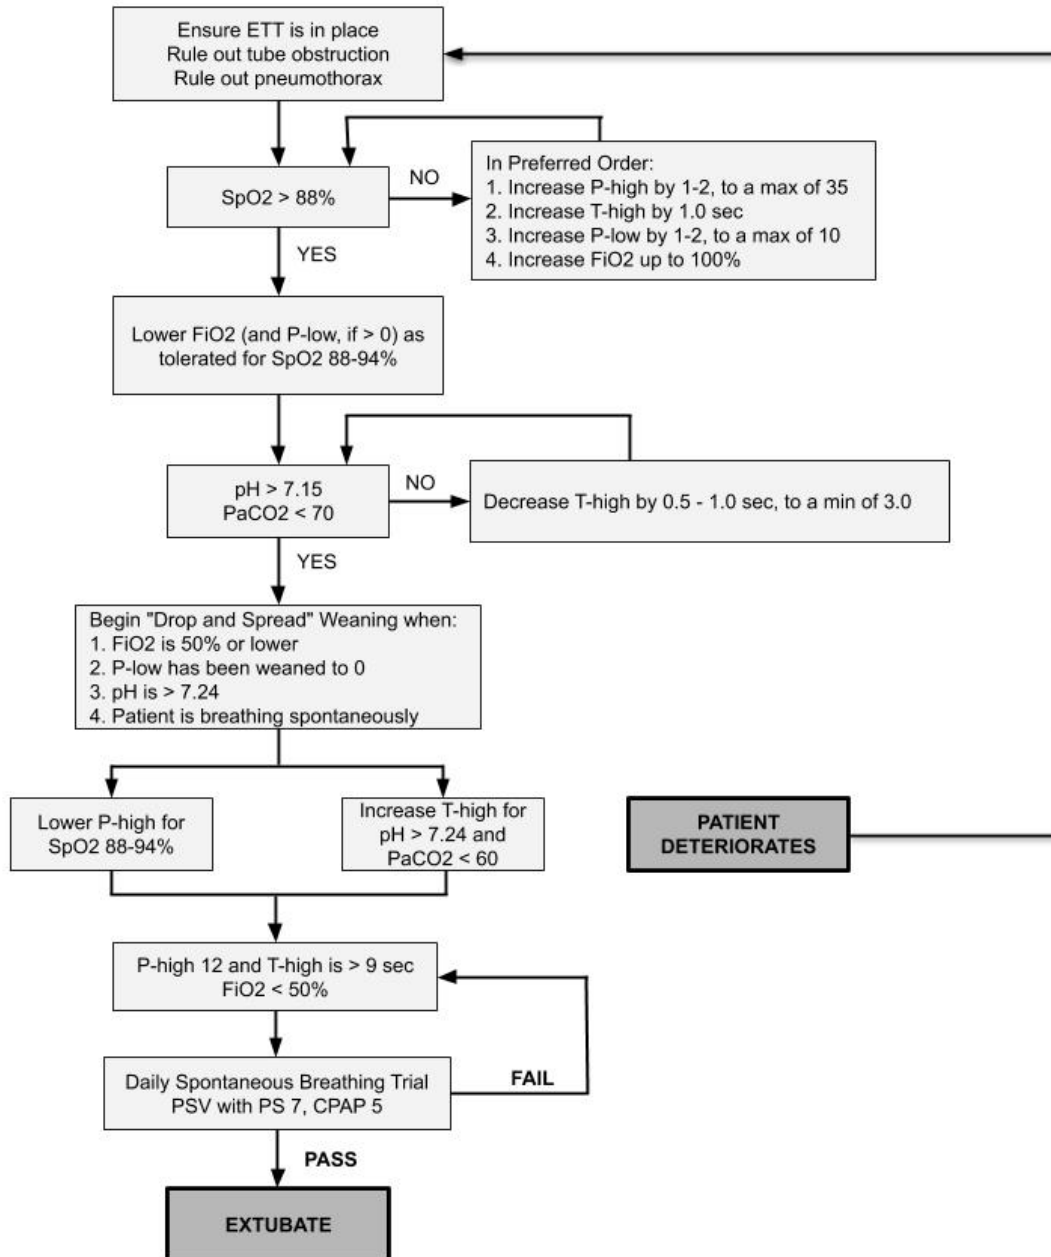 Ensure ETT is in place
Rule out tube obstruction
Rule out pneumothorax
SpO2 > 88%
NO
In Preferred Order:
1. Increase P-high by 1-2, to a max of 35
2. Increase T-high by 1.0 sec
3. Increase P-low by 1-2, to a max of 10
4. Increase FiO2 up to 100%
YES
Lower FiO2 (and P-low, if > 0) as
tolerated for SpO2 88-94%
pH > 7.15
PaCO2 < 70
NO
Decrease T-high by 0.5 - 1.0 sec, to a min of 3.0
YES
Begin "Drop and Spread" Weaning when:
1. FiO2 is 50% or lower
2. P-low has been weaned to 0
3. pH is > 7.24
4. Patient is breathing spontaneously
Lower P-high for
SpO2 88-94%
Increase T-high for
pH > 7.24 and
PaCO2 < 60
PATIENT
DETERIORATES
P-high 12 and T-high is > 9 sec
FiO2 < 50%
Daily Spontaneous Breathing Trial
PSV with PS 7, CPAP 5
FAIL
PASS
EXTUBATE